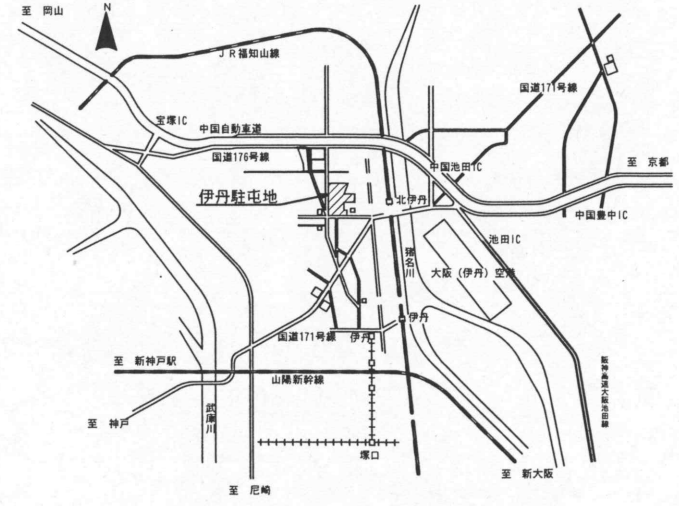 至 岡山
N
JR福知山線
国道171号線
宝塚IC
中国自動車道
国道176号線
中国池田IC
至 京都
伊丹駐屯地
北伊丹
中国豊中IC
池田IC
猪名川
大阪(伊丹)空港
伊丹
国道171号線
伊丹
至 新神戸駅
山陽新幹線
阪神高速大阪池田線
武庫川
至 神戸
塚口
至 新大阪
至 尼崎